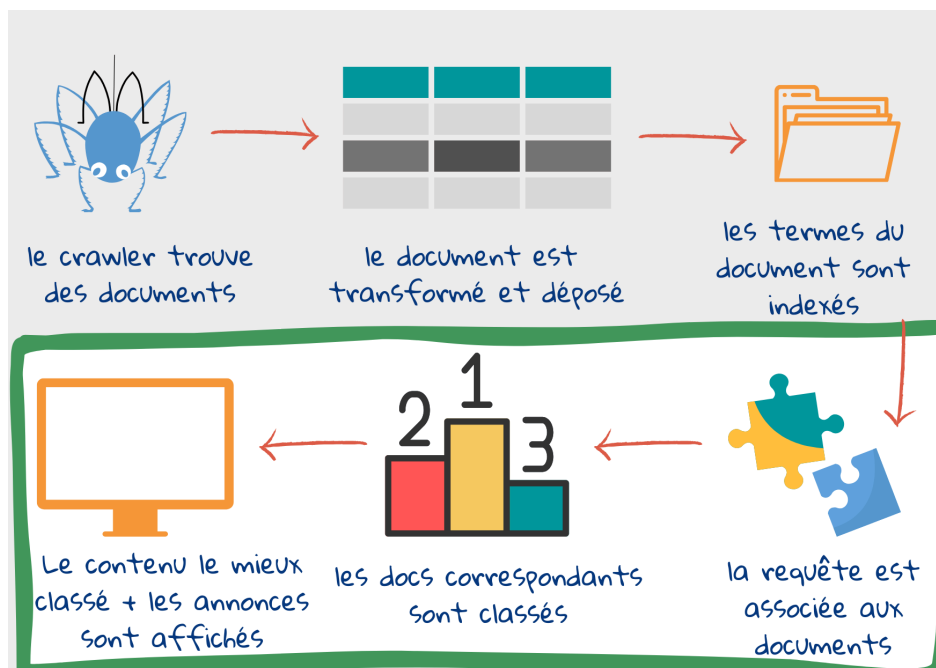 le crawler trouve
des documents
le document est
transformé et déposé
les termes du
document sont
indexés
2
1
3
Le contenu le mieux
classé + les annonces
sont affichés
les docs correspondants
sont classés
la requête est
associée aux
documents